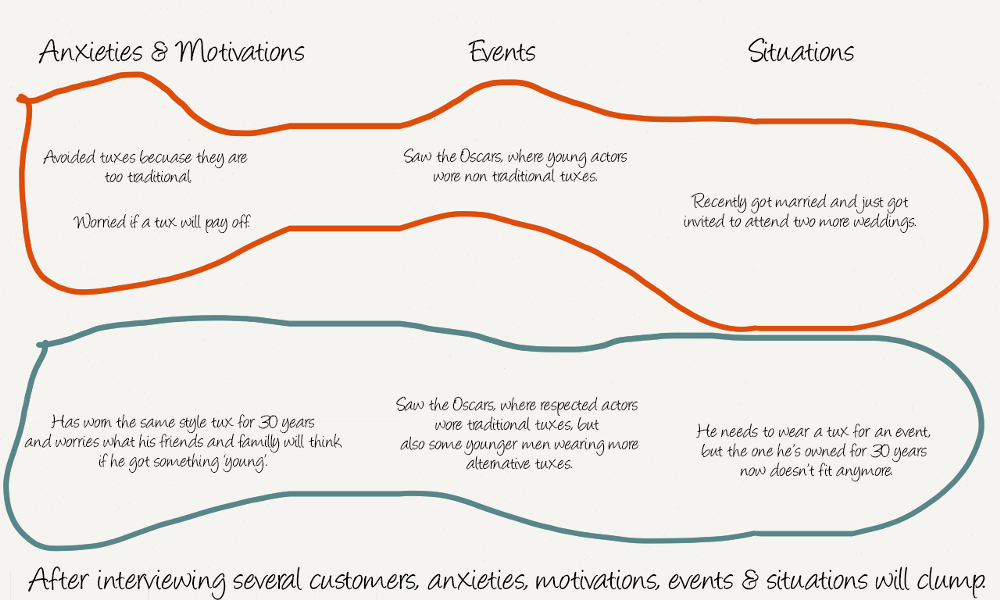 Anxieties & Motivations
Events
Situations
Avoided tuxes becuase they are
too traditional,
Worried if a tux will pay off.
Saw the Oscars, where young actors
wore non traditional tuxes.
Recently got married and just got
invited to attend two more weddings.
Has worn the same style tux for 30 years
and worries what his friends and familly will think
if he got something 'young'.
Saw the Oscars, where respected actors
wore traditional tuxes, but
also some younger men wearing more
alternative tuxes.
He needs to wear a tux for an event,
but the one he's owned for 30 years
now doesn't fit anymore.
After interviewing several customers, anxieties, motivations, events & situations will clump.